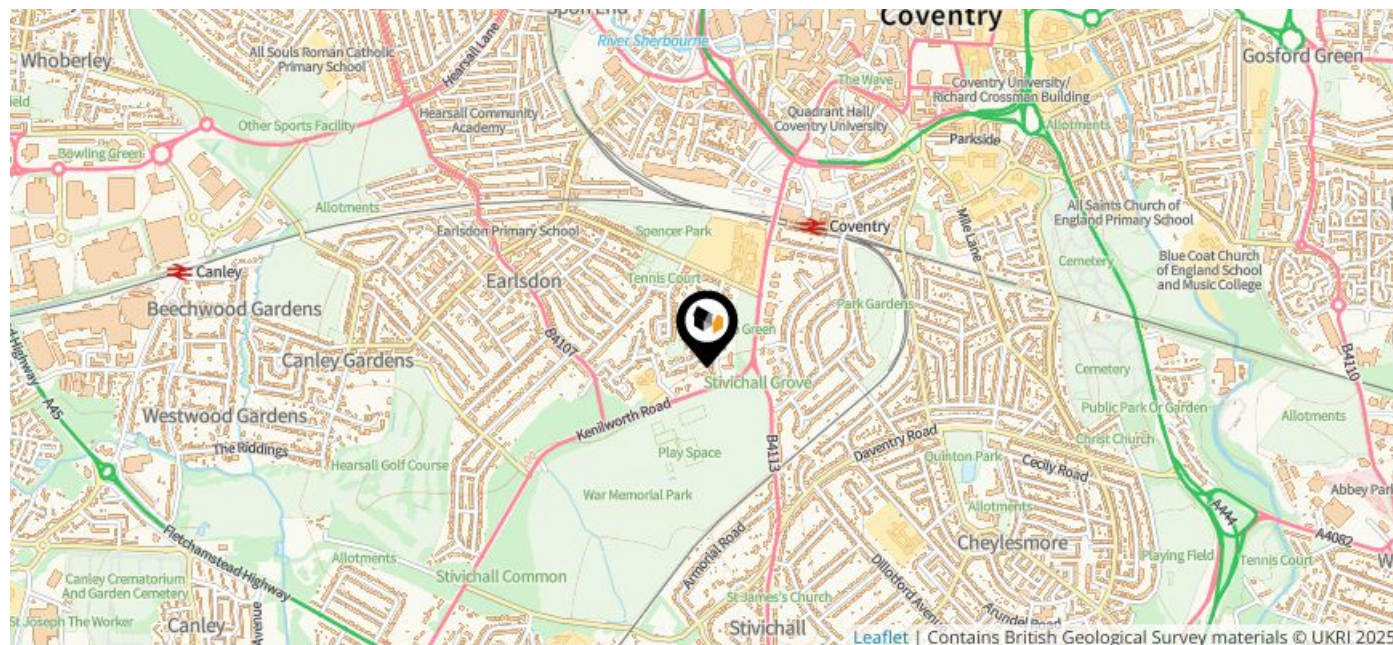 Coventry
Whoberley
All Souls Roman Catholic
Primary School
Hearsall Lane
River Sherbourne
Gosford Green
The Wave
Coventry University/
Richard Crossman Building
Other Sports Facility
Hearsall Community
Academy
Quadrant Hall/
Coventry University
Allotments
Parkside
Bowling Green
Allotments
Earlsdon Primary School
Spencer Park
Coventry
Mile Lane
All Saints Church of
England Primary School
Canley
Earlsdon
Tennis Court
Cemetery
Blue Coat Church
of England School
and Music College
Beechwood Gardens
Park Gardens
Green
B4107
Canley Gardens
Stivichall Grove
Cemetery
B4110
A45
Westwood Gardens
Kenilworth Road
Public Park Or Garden
Allotments
The Riddings
Play Space
B4113
Daventry Road
Christ Church
Hearsall Golf Course
Quinton Park
Cecily Road
War Memorial Park
Abbey Par
Allotments
A444
Fletchamstead Highway
Armorial Road
Cheylesmore
A4082
Allotments
Playing Field
Tennis Court
Canley Crematorium
And Garden Cemetery
Stivichall Common
Dillotford Avenu
St James's Church
St Joseph The Worker
Canley
Avenue
Stivichall
Arundel Road
Leaflet | Contains British Geological Survey materials © UKRI 2025